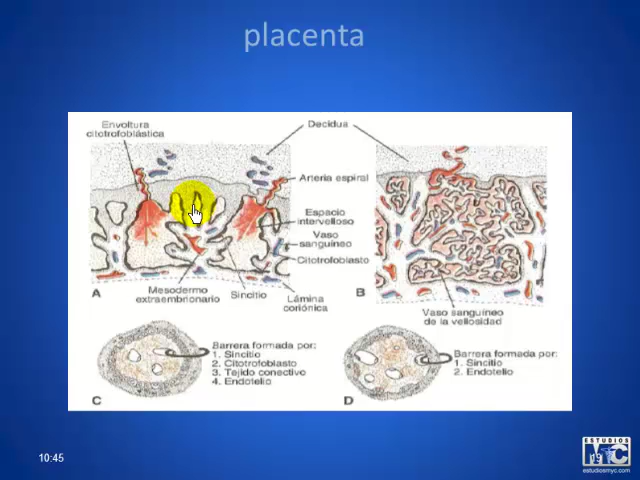 placenta
Envoltura
citotrofoblástica
Decidua
Arteria espiral
Espacio
intervelloso
Vaso
sanguíneo
Citotrofoblasto
Mesodermo
extraembrionario
Sincitio
Lámina
coriónica
A
B
Vaso sanguíneo
de la vellosidad
Barrera formada por:
1. Sincitio
2. Citotrofoblasto
3. Tejido conectivo
4. Endotelio
Barrera formada por:
1. Sincitio
2. Endotelio
C
D
10:45
19
ESTUDIOS
MC
estudiosmyc.com